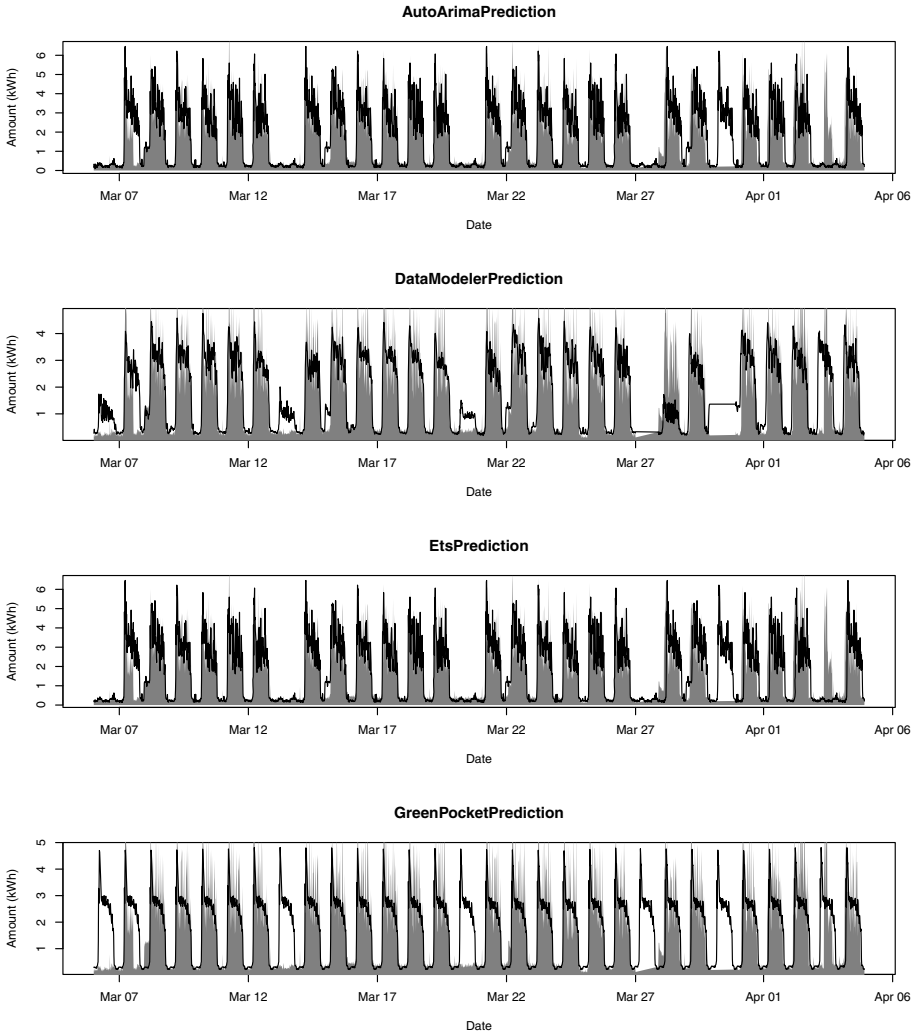 AutoArimaPrediction
Amount (kWh)
0 1 2 3 4 5 6
Mar 07 Mar 12 Mar 17 Mar 22 Mar 27 Apr 01 Apr 06
Date
DataModelerPrediction
Amount (kWh)
1 2 3 4
Mar 07 Mar 12 Mar 17 Mar 22 Mar 27 Apr 01 Apr 06
Date
EtsPrediction
Amount (kWh)
0 1 2 3 4 5 6
Mar 07 Mar 12 Mar 17 Mar 22 Mar 27 Apr 01 Apr 06
Date
GreenPocketPrediction
Amount (kWh)
1 2 3 4 5
Mar 07 Mar 12 Mar 17 Mar 22 Mar 27 Apr 01 Apr 06
Date